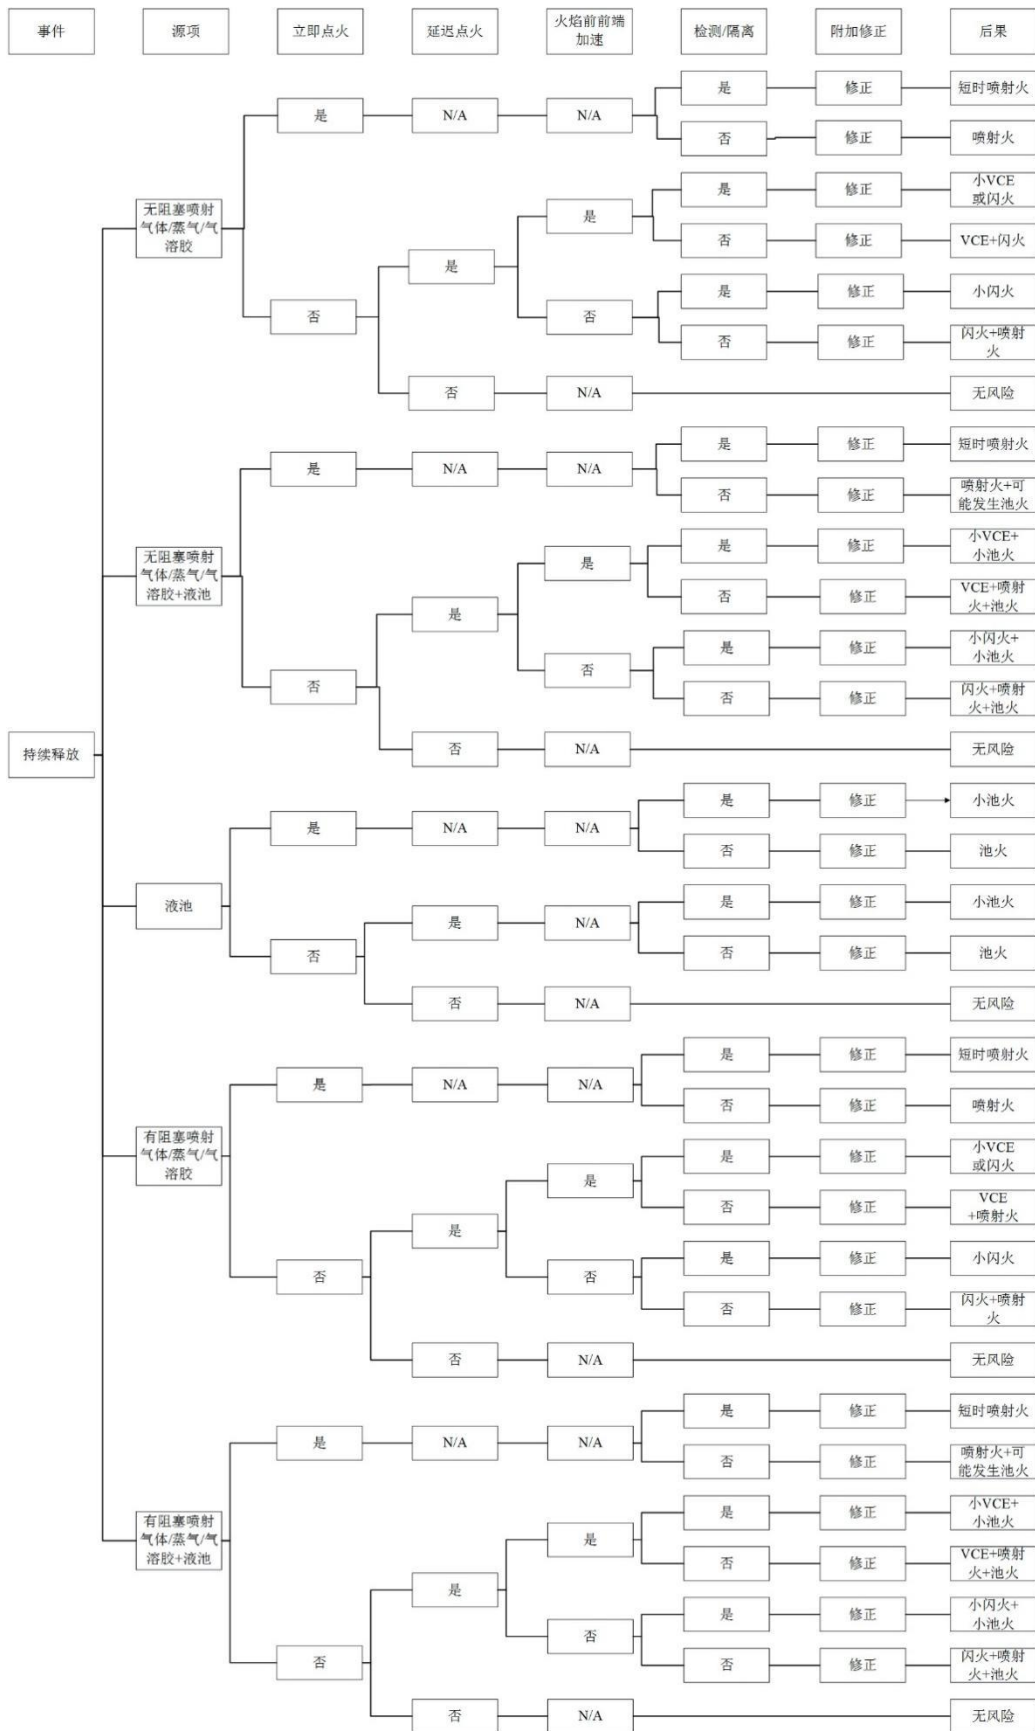 事件
源项
立即点火
延迟点火
火焰前前端
加速
检测/隔离
附加修正
后果
是
修正
短时喷射火
是
N/A
N/A
否
修正
喷射火
无阻塞喷射
气体/蒸气/气
溶胶
是
修正
小VCE
或闪火
是
否
修正
VCE+闪火
是
是
修正
小闪火
否
否
否
修正
闪火+喷射
火
否
N/A
无风险
是
修正
短时喷射火
是
N/A
N/A
否
修正
喷射火+可
能发生池火
无阻塞喷射
气体/蒸气/气
溶胶+液池
是
修正
小VCE+
小池火
是
否
修正
VCE+喷射
火+池火
是
是
修正
小闪火+
小池火
否
否
否
修正
闪火+喷射
火+池火
否
N/A
无风险
持续释放
是
修正
小池火
是
N/A
N/A
否
修正
池火
液池
是
修正
小池火
是
N/A
否
否
修正
池火
否
N/A
无风险
是
修正
短时喷射火
是
N/A
N/A
否
修正
喷射火
有阻塞喷射
气体/蒸气/气
溶胶
是
修正
小VCE
或闪火
是
否
修正
VCE
+喷射火
是
是
修正
小闪火
否
否
否
修正
闪火+喷射
火
否
N/A
无风险
是
修正
短时喷射火
是
N/A
N/A
否
修正
喷射火+可
能发生池火
有阻塞喷射
气体/蒸气/气
溶胶+液池
是
修正
小VCE+
小池火
是
否
修正
VCE+喷射
火+池火
是
是
修正
小闪火+
小池火
否
否
否
修正
闪火+喷射
火+池火
否
N/A
无风险